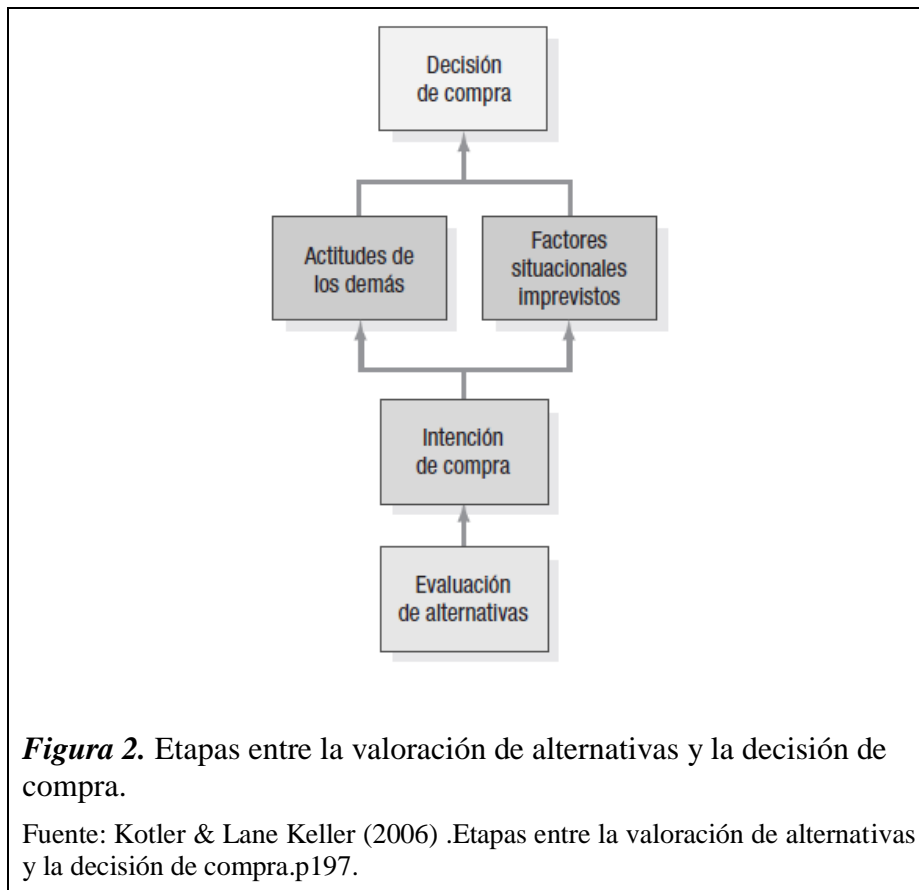 Decisión
de compra
Actitudes de
los demás
Factores
situacionales
imprevistos
Intención
de compra
Evaluación
de alternativas
Figura 2. Etapas entre la valoración de alternativas y la decisión de
compra.
Fuente: Kotler & Lane Keller (2006) .Etapas entre la valoración de alternativas
y la decisión de compra.p197.